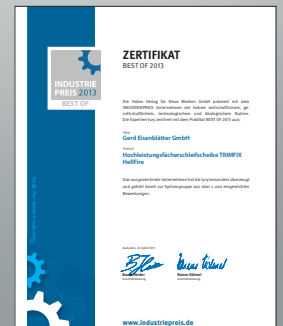 INDUSTRIE
PREIS 2013
BEST OF
ZERTIFIKAT
BEST OF 2013
Die Huber Verlag für Neue Medien GmbH prämiert mit dem
INDUSTRIEPREIS Unternehmen mit hohem wirtschaftlichem, ge-
sellschaftlichem, technologischem und ökologischem Nutzen.
Die Experten-Jury zeichnet mit dem Prädikat BEST OF 2013 aus:
Gerd Eisenblätter GmbH
Hochleistungsfächerschleifscheibe TRIMFIX
HellFire
Das ausgezeichnete Unternehmen hat die Jury besonders überzeugt
und gehört damit zur Spitzengruppe aus über 1.200 eingereichten
Bewerbungen.
www.industriepreis.de